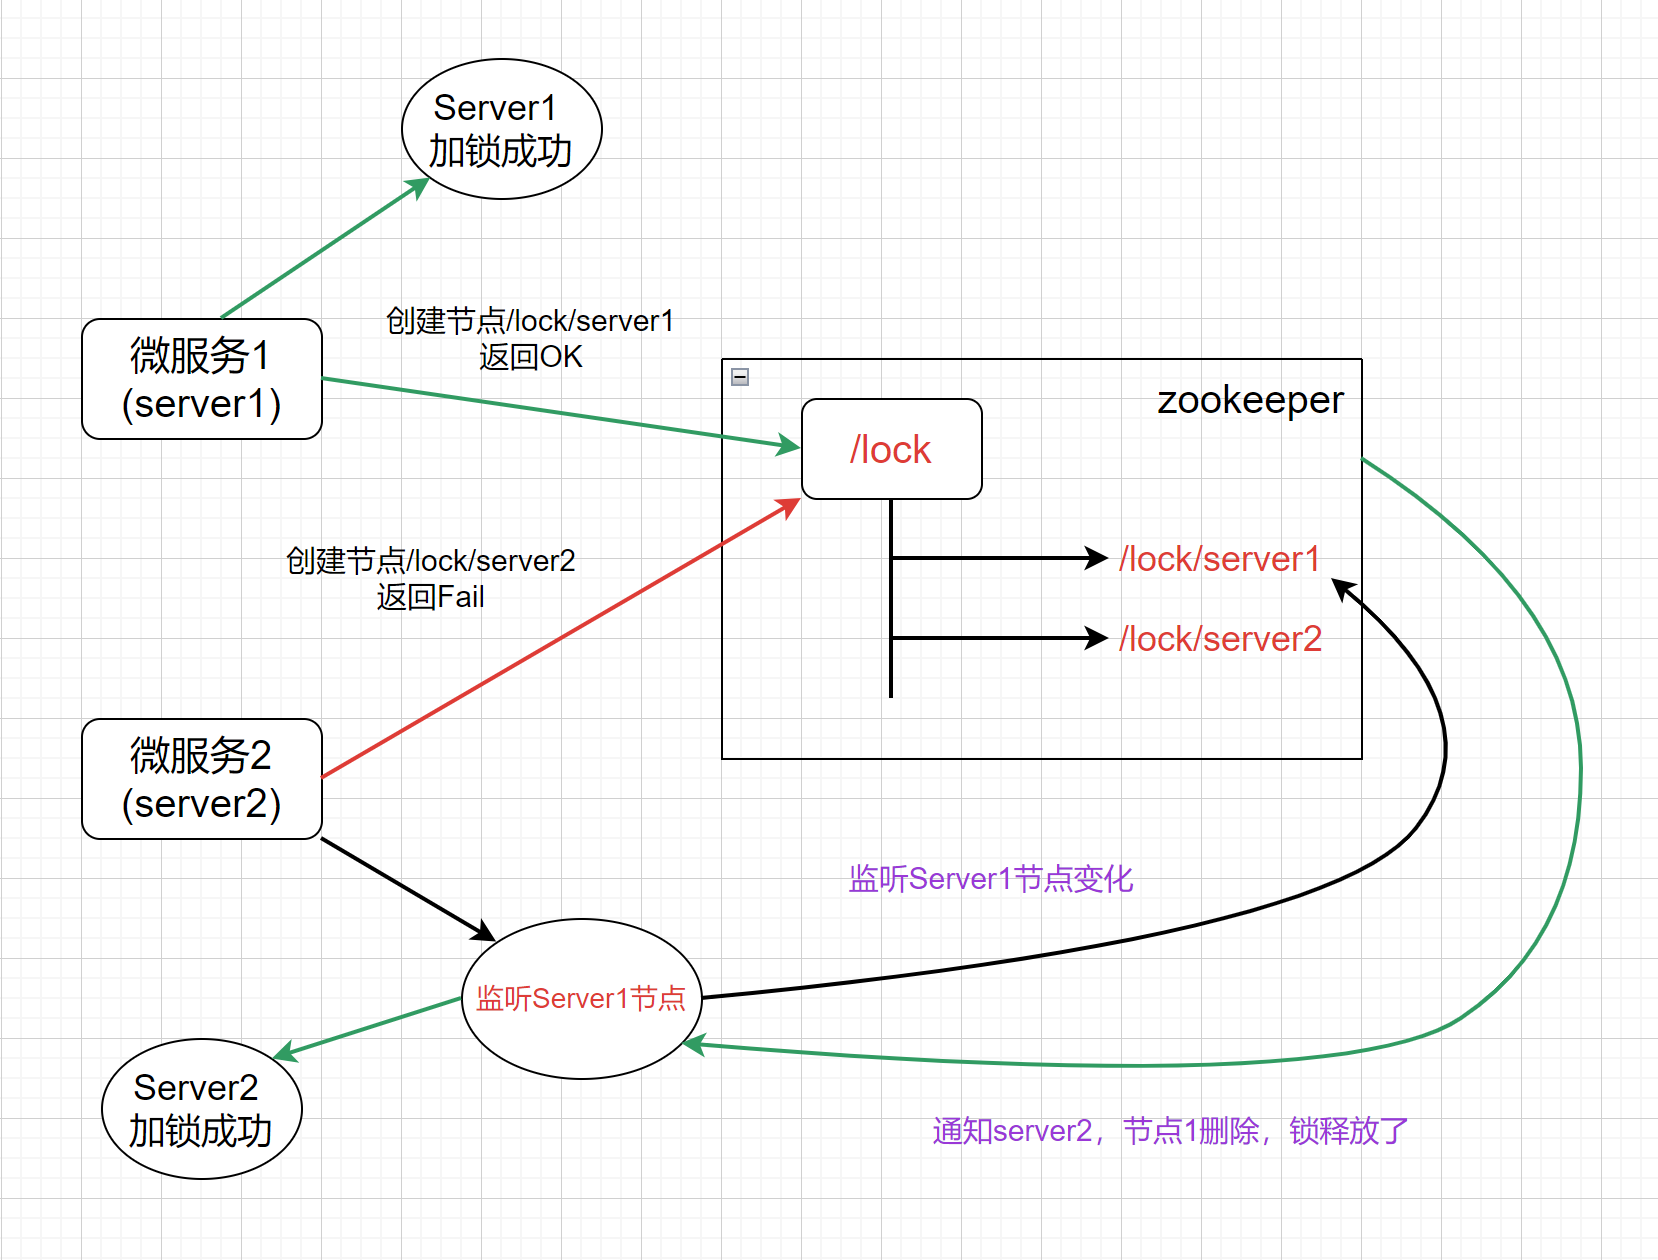 Server1
加锁成功
创建节点/lock/server1
返回OK
微服务1
(server1)
zookeeper
/lock
创建节点/lock/server2
返回Fail
/lock/server1
/lock/server2
微服务2
(server2)
监听Server1节点变化
监听Server1节点
Server2
加锁成功
通知server2，节点1删除，锁释放了